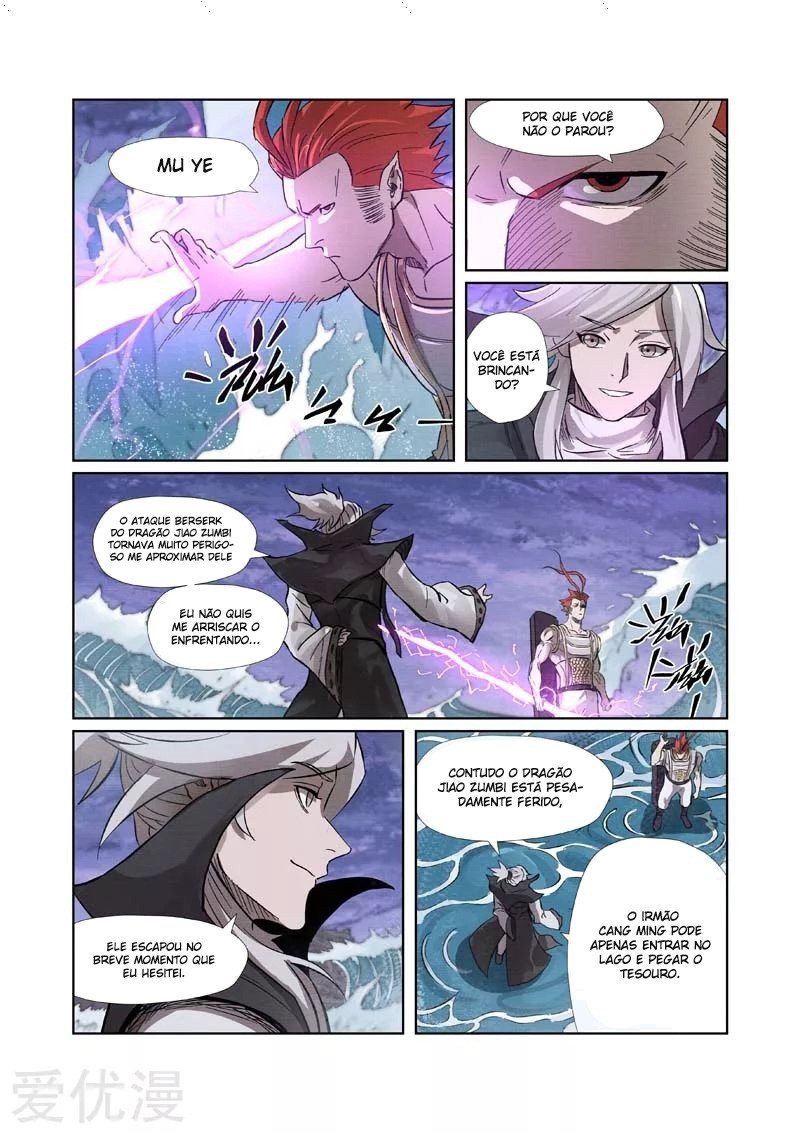 MU YE
POR QUE VOCÊ
NÃO O PAROU?
VOCÊ ESTÁ
BRINCAN-
DO?
O ATAQUE BERSERK
DO DRAGÃO JIAO ZUMBI
TORNAVA MUITO PERIGO-
SO ME APROXIMAR DELE
EU NÃO QUIS
ME ARRISCAR O
ENFRENTANDO...
ELE ESCAPOU NO
BREVE MOMENTO QUE
EU HESITEI.
CONTUDO O DRAGÃO
JIAO ZUMBI ESTÁ PESA-
DAMENTE FERIDO,
O IRMÃO
CANG MING PODE
APENAS ENTRAR NO
LAGO E PEGAR O
TESOURO.
爱优漫